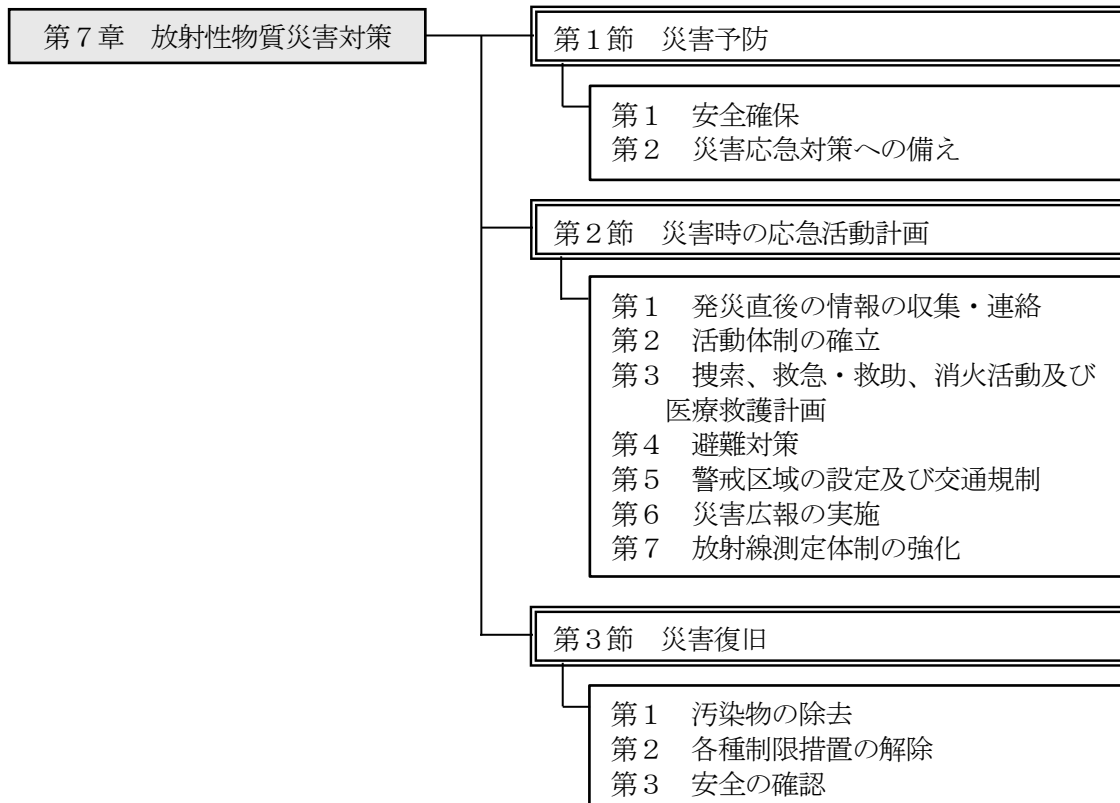 第７章　放射性物質災害対策
第１節　災害予防
第１　安全確保
第２　災害応急対策への備え
第２節　災害時の応急活動計画
第１　発災直後の情報の収集・連絡
第２　活動体制の確立
第３　捜索、救急・救助、消火活動及び
医療救護計画
第４　避難対策
第５　警戒区域の設定及び交通規制
第６　災害広報の実施
第７　放射線測定体制の強化
第３節　災害復旧
第１　汚染物の除去
第２　各種制限措置の解除
第３　安全の確認